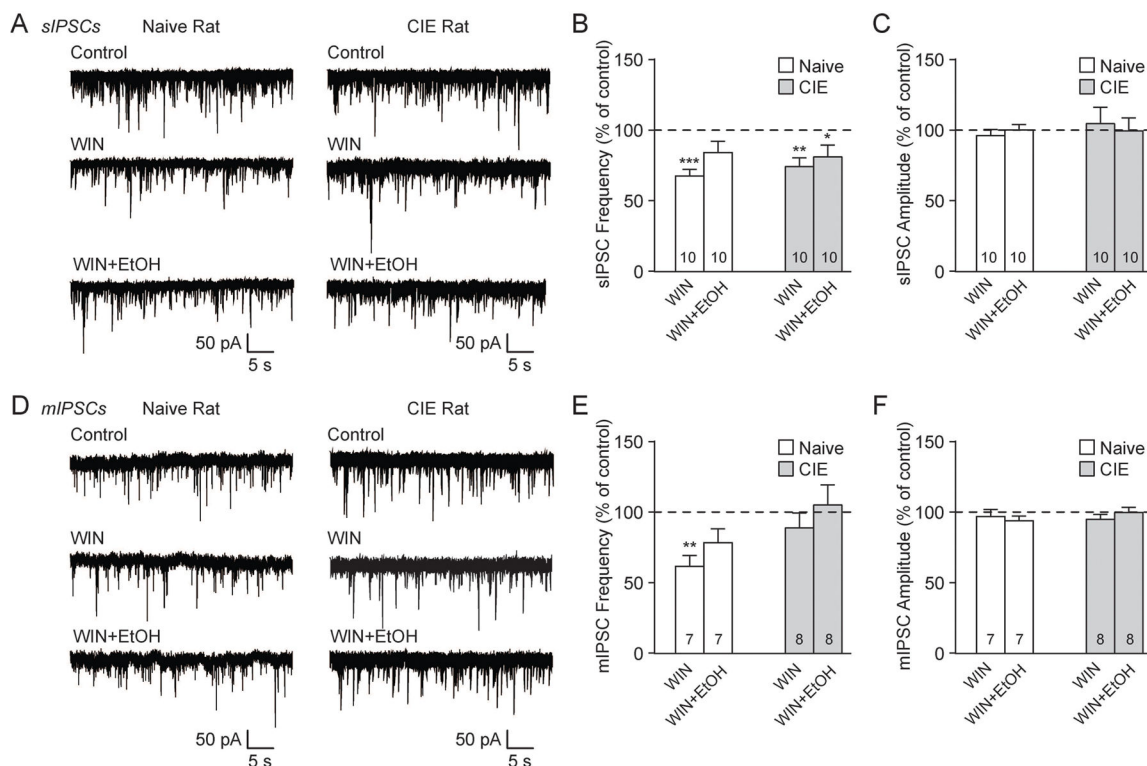 A sIPSCs Naive Rat CIE Rat
Control Control
WIN WIN
WIN+EtOH WIN+EtOH
50 pA 50 pA
5 s 5 s
B
sIPSC Frequency (% of control)
150
100
50
0
Naive
CIE
*** ** *
10 10 10 10
WIN WIN+EtOH WIN WIN+EtOH
C
sIPSC Amplitude (% of control)
150
100
50
0
Naive
CIE
10 10 10 10
WIN WIN+EtOH WIN WIN+EtOH
D mIPSCs Naive Rat CIE Rat
Control Control
WIN WIN
WIN+EtOH WIN+EtOH
50 pA 50 pA
5 s 5 s
E
mIPSC Frequency (% of control)
150
100
50
0
Naive
CIE
**
7 7 8 8
WIN WIN+EtOH WIN WIN+EtOH
F
mIPSC Amplitude (% of control)
150
100
50
0
Naive
CIE
7 7 8 8
WIN WIN+EtOH WIN WIN+EtOH